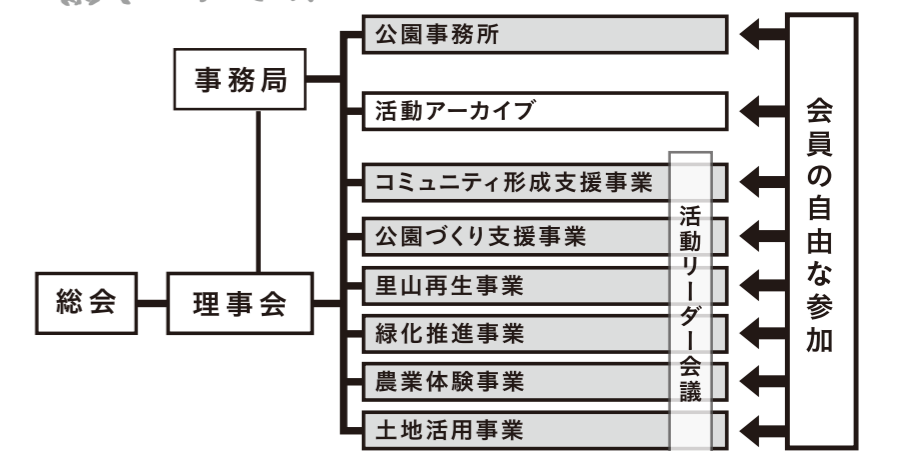 公園事務所
事務局
活動アーカイブ
コミュニティ形成支援事業
公園づくり支援事業
総会
理事会
里山再生事業
緑化推進事業
農業体験事業
土地活用事業
活動リーダー会議
会員の自由な参加